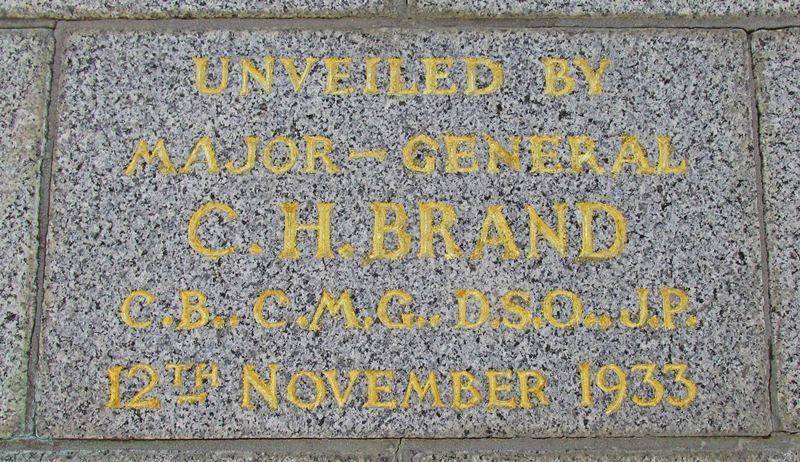 UNVEILED BY
MAJOR-GENERAL
C. H. BRAND
C.B., C.M.G., D.S.O., J.P.
12TH NOVEMBER 1933